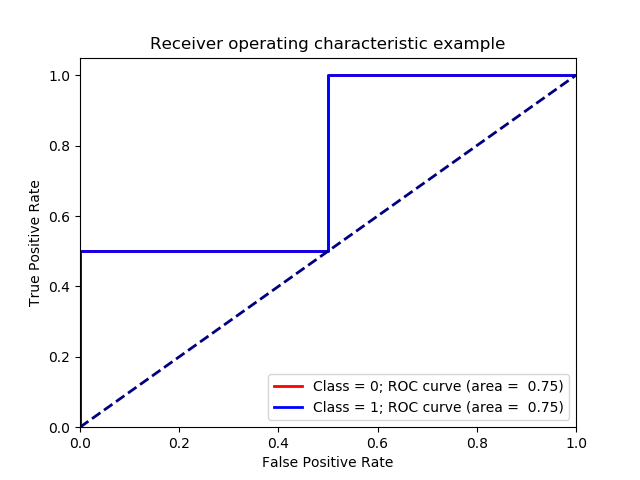 Receiver operating characteristic example
True Positive Rate
1.0
0.8
0.6
0.4
0.2
0.0
0.0 0.2 0.4 0.6 0.8 1.0
False Positive Rate
Class = 0; ROC curve (area =  0.75)
Class = 1; ROC curve (area =  0.75)